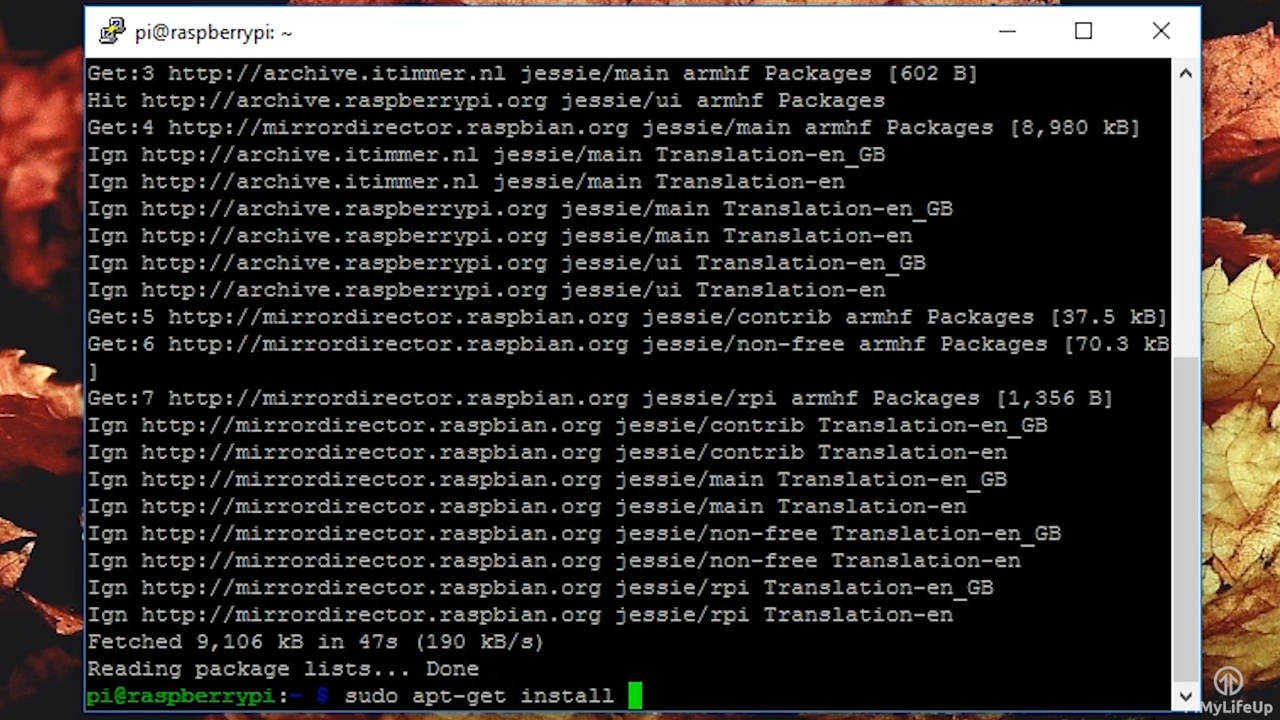 pi@raspberrypi: ~
Get:3 http://archive.itimmer.nl jessie/main armhf Packages [602 B]
Hit http://archive.raspberrypi.org jessie/ui armhf Packages
Get:4 http://mirrordirector.raspbian.org jessie/main armhf Packages [8,980 kB]
Ign http://archive.itimmer.nl jessie/main Translation-en_GB
Ign http://archive.itimmer.nl jessie/main Translation-en
Ign http://archive.raspberrypi.org jessie/main Translation-en_GB
Ign http://archive.raspberrypi.org jessie/main Translation-en
Ign http://archive.raspberrypi.org jessie/ui Translation-en_GB
Ign http://archive.raspberrypi.org jessie/ui Translation-en
Get:5 http://mirrordirector.raspbian.org jessie/contrib armhf Packages [37.5 kB]
Get:6 http://mirrordirector.raspbian.org jessie/non-free armhf Packages [70.3 kB
]
Get:7 http://mirrordirector.raspbian.org jessie/rpi armhf Packages [1,356 B]
Ign http://mirrordirector.raspbian.org jessie/contrib Translation-en_GB
Ign http://mirrordirector.raspbian.org jessie/contrib Translation-en
Ign http://mirrordirector.raspbian.org jessie/main Translation-en_GB
Ign http://mirrordirector.raspbian.org jessie/main Translation-en
Ign http://mirrordirector.raspbian.org jessie/non-free Translation-en_GB
Ign http://mirrordirector.raspbian.org jessie/non-free Translation-en
Ign http://mirrordirector.raspbian.org jessie/rpi Translation-en_GB
Ign http://mirrordirector.raspbian.org jessie/rpi Translation-en
Fetched 9,106 kB in 47s (190 kB/s)
Reading package lists... Done
pi@raspberrypi:~ $ sudo apt-get install
MyLifeUp